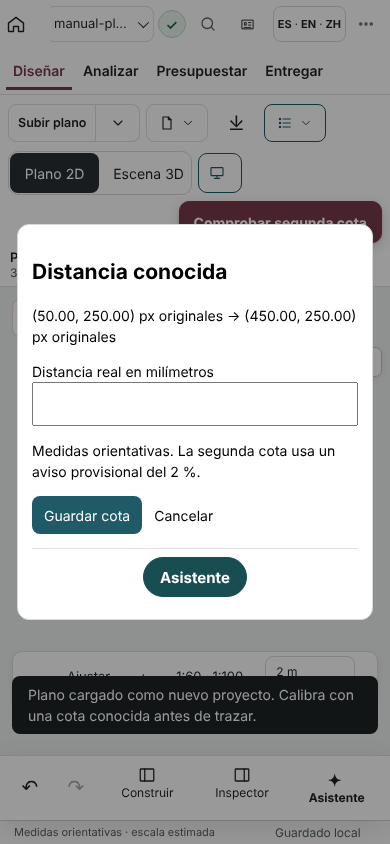 manual-pl...
ES · EN · ZH
Diseñar Analizar Presupuestar Entregar
Subir plano
Plano 2D Escena 3D
Comprobar segunda cota
P
3
Distancia conocida
(50.00, 250.00) px originales → (450.00, 250.00)
px originales
Distancia real en milímetros
Medidas orientativas. La segunda cota usa un
aviso provisional del 2 %.
Guardar cota Cancelar
Asistente
Ajustar 1:60 1:100 2 m
Plano cargado como nuevo proyecto. Calibra con
una cota conocida antes de trazar.
Construir Inspector Asistente
Medidas orientativas · escala estimada Guardado local